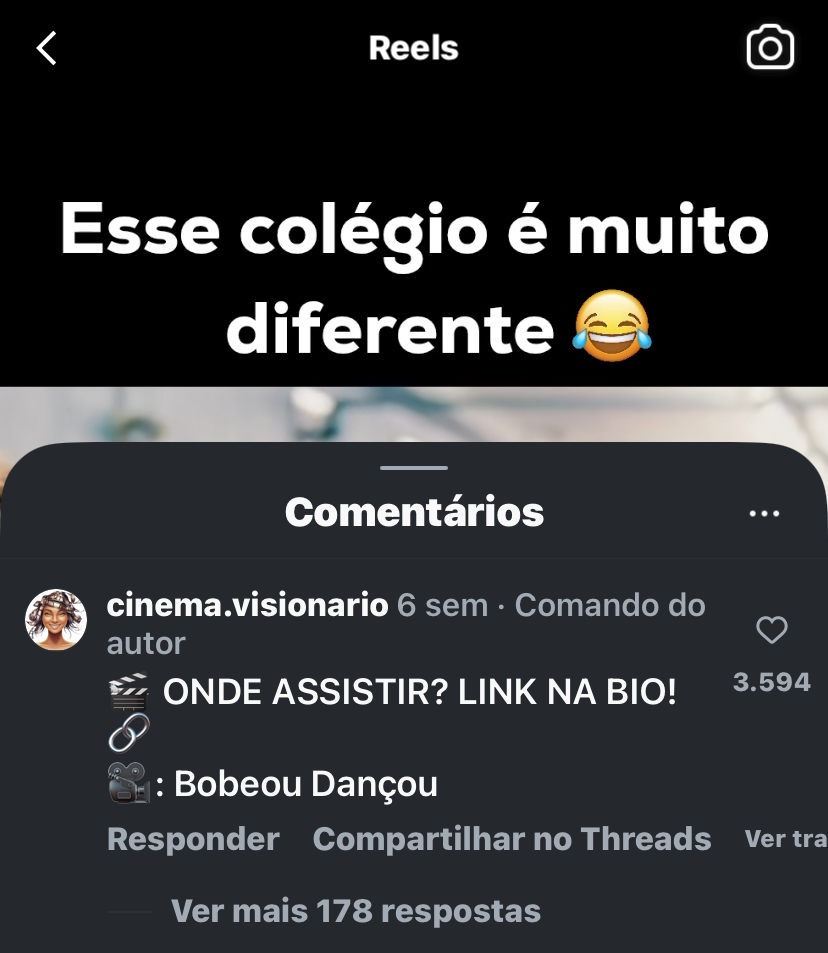 Reels
Esse colégio é muito
diferente 😂
Comentários
cinema.visionario 6 sem · Comando do
autor
🎬 ONDE ASSISTIR? LINK NA BIO!
🔗
3.594
🎥: Bobeou Dançou
Responder Compartilhar no Threads Ver tra
Ver mais 178 respostas